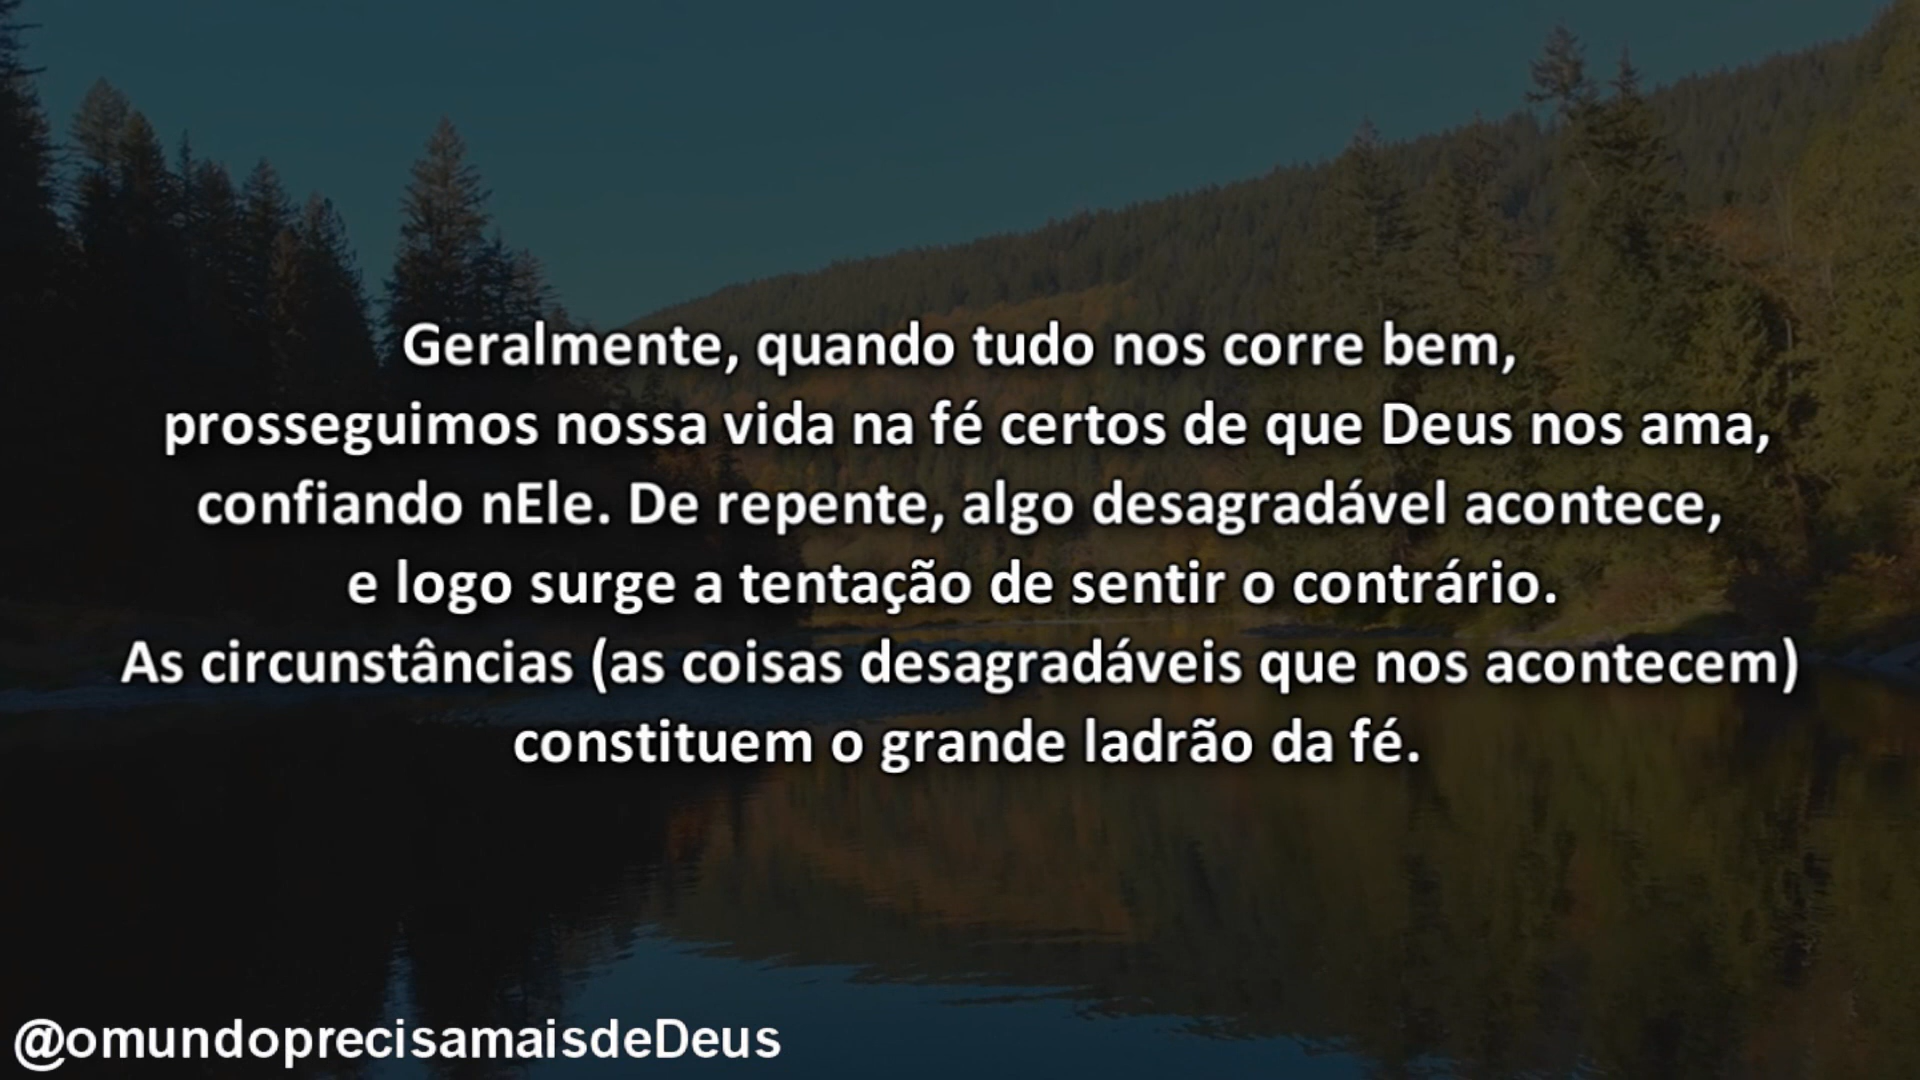 Geralmente, quando tudo nos corre bem,
prosseguimos nossa vida na fé certos de que Deus nos ama,
confiando nEle. De repente, algo desagradável acontece,
e logo surge a tentação de sentir o contrário.
As circunstâncias (as coisas desagradáveis que nos acontecem)
constituem o grande ladrão da fé.
@omundoprecisamaisdeDeus